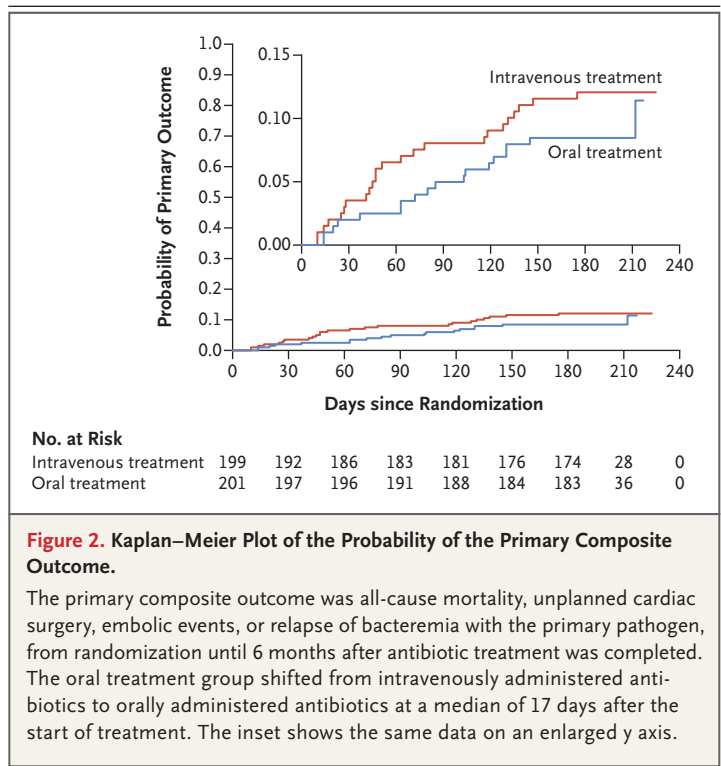 1.0
0.9
0.8
0.7
0.6
0.5
0.4
0.3
0.2
0.1
0.0
Probability of Primary Outcome
0.15
0.10
0.05
0.00
Intravenous treatment
Oral treatment
0 30 60 90 120 150 180 210 240
0 30 60 90 120 150 180 210 240
Days since Randomization
No. at Risk
Intravenous treatment 199 192 186 183 181 176 174 28 0
Oral treatment 201 197 196 191 188 184 183 36 0
Figure 2. Kaplan–Meier Plot of the Probability of the Primary Composite
Outcome.
The primary composite outcome was all-cause mortality, unplanned cardiac
surgery, embolic events, or relapse of bacteremia with the primary pathogen,
from randomization until 6 months after antibiotic treatment was completed.
The oral treatment group shifted from intravenously administered anti-
biotics to orally administered antibiotics at a median of 17 days after the
start of treatment. The inset shows the same data on an enlarged y axis.